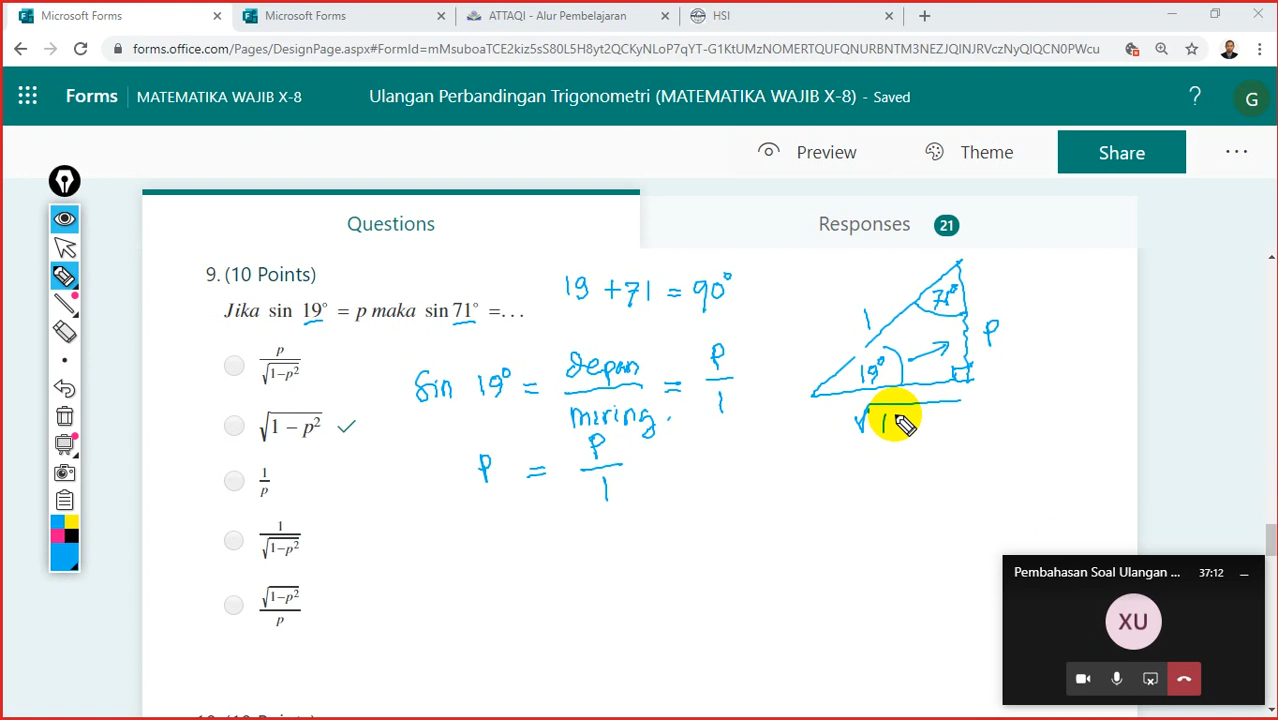 Microsoft Forms
Microsoft Forms
ATTAQI - Alur Pembelajaran
HSI
forms.office.com/Pages/DesignPage.aspx#FormId=mMsuboaTCE2kiz5sS80L5H8yt2QCKyNLoP7qYT-G1KtUMzNOMERTQUFQNURBNTM3NEZJQlNJRVczNyQlQCN0PWcu
Forms
MATEMATIKA WAJIB X-8
Ulangan Perbandingan Trigonometri (MATEMATIKA WAJIB X-8) - Saved
?
G
Preview
Theme
Share
Questions
Responses 21
9. (10 Points)
Jika sin 19° = p maka sin 71° =...
p/√1−p²
√1 − p²
1/p
1/√1−p²
√1−p²/p
19 + 71 = 90°
sin 19° = depan/miring = p/1
p = p/1
71°
1
p
19°
√1
Pembahasan Soal Ulangan ...
37:12
XU